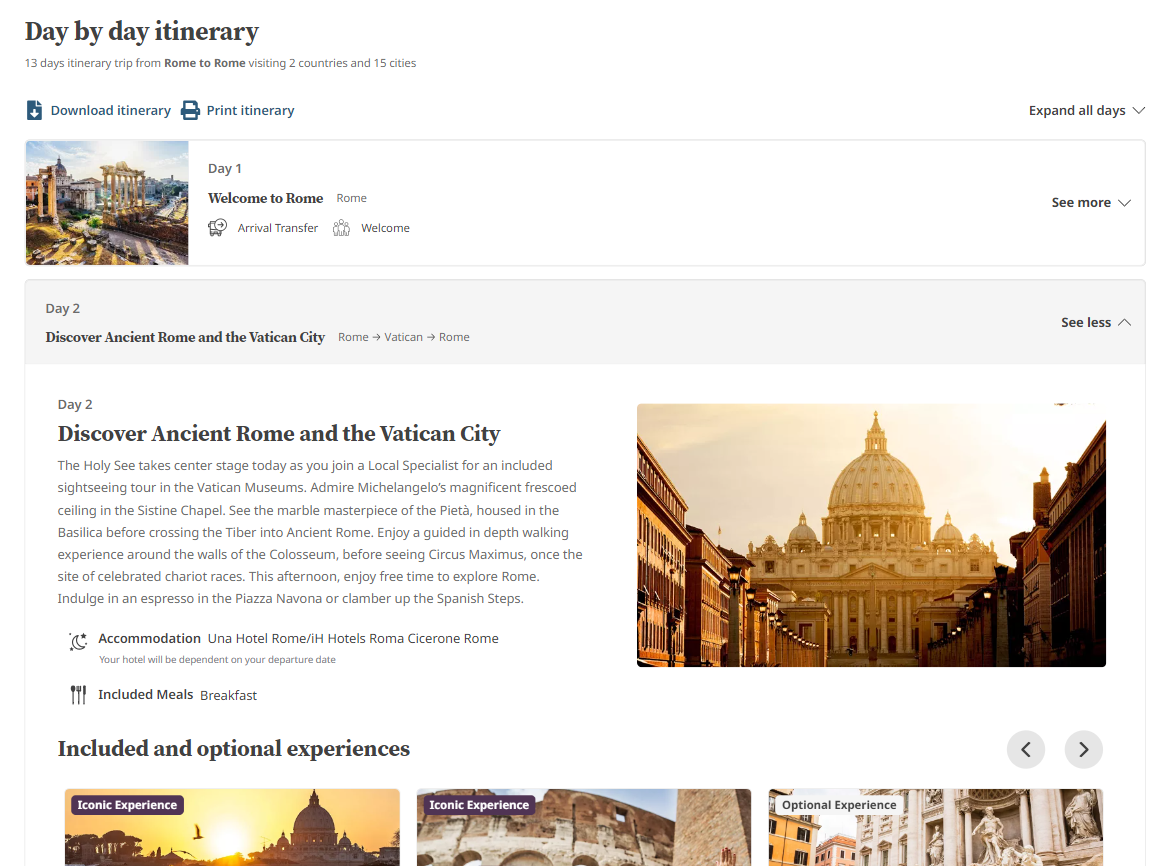 Day by day itinerary
13 days itinerary trip from Rome to Rome visiting 2 countries and 15 cities
Download itinerary Print itinerary Expand all days
Day 1
Welcome to Rome Rome
See more
Arrival Transfer Welcome
Day 2
See less
Discover Ancient Rome and the Vatican City Rome → Vatican → Rome
Day 2
Discover Ancient Rome and the Vatican City
The Holy See takes center stage today as you join a Local Specialist for an included
sightseeing tour in the Vatican Museums. Admire Michelangelo’s magnificent frescoed
ceiling in the Sistine Chapel. See the marble masterpiece of the Pietà, housed in the
Basilica before crossing the Tiber into Ancient Rome. Enjoy a guided in depth walking
experience around the walls of the Colosseum, before seeing Circus Maximus, once the
site of celebrated chariot races. This afternoon, enjoy free time to explore Rome.
Indulge in an espresso in the Piazza Navona or clamber up the Spanish Steps.
Accommodation Una Hotel Rome/iH Hotels Roma Cicerone Rome
Your hotel will be dependent on your departure date
Included Meals Breakfast
Included and optional experiences
Iconic Experience Iconic Experience Optional Experience